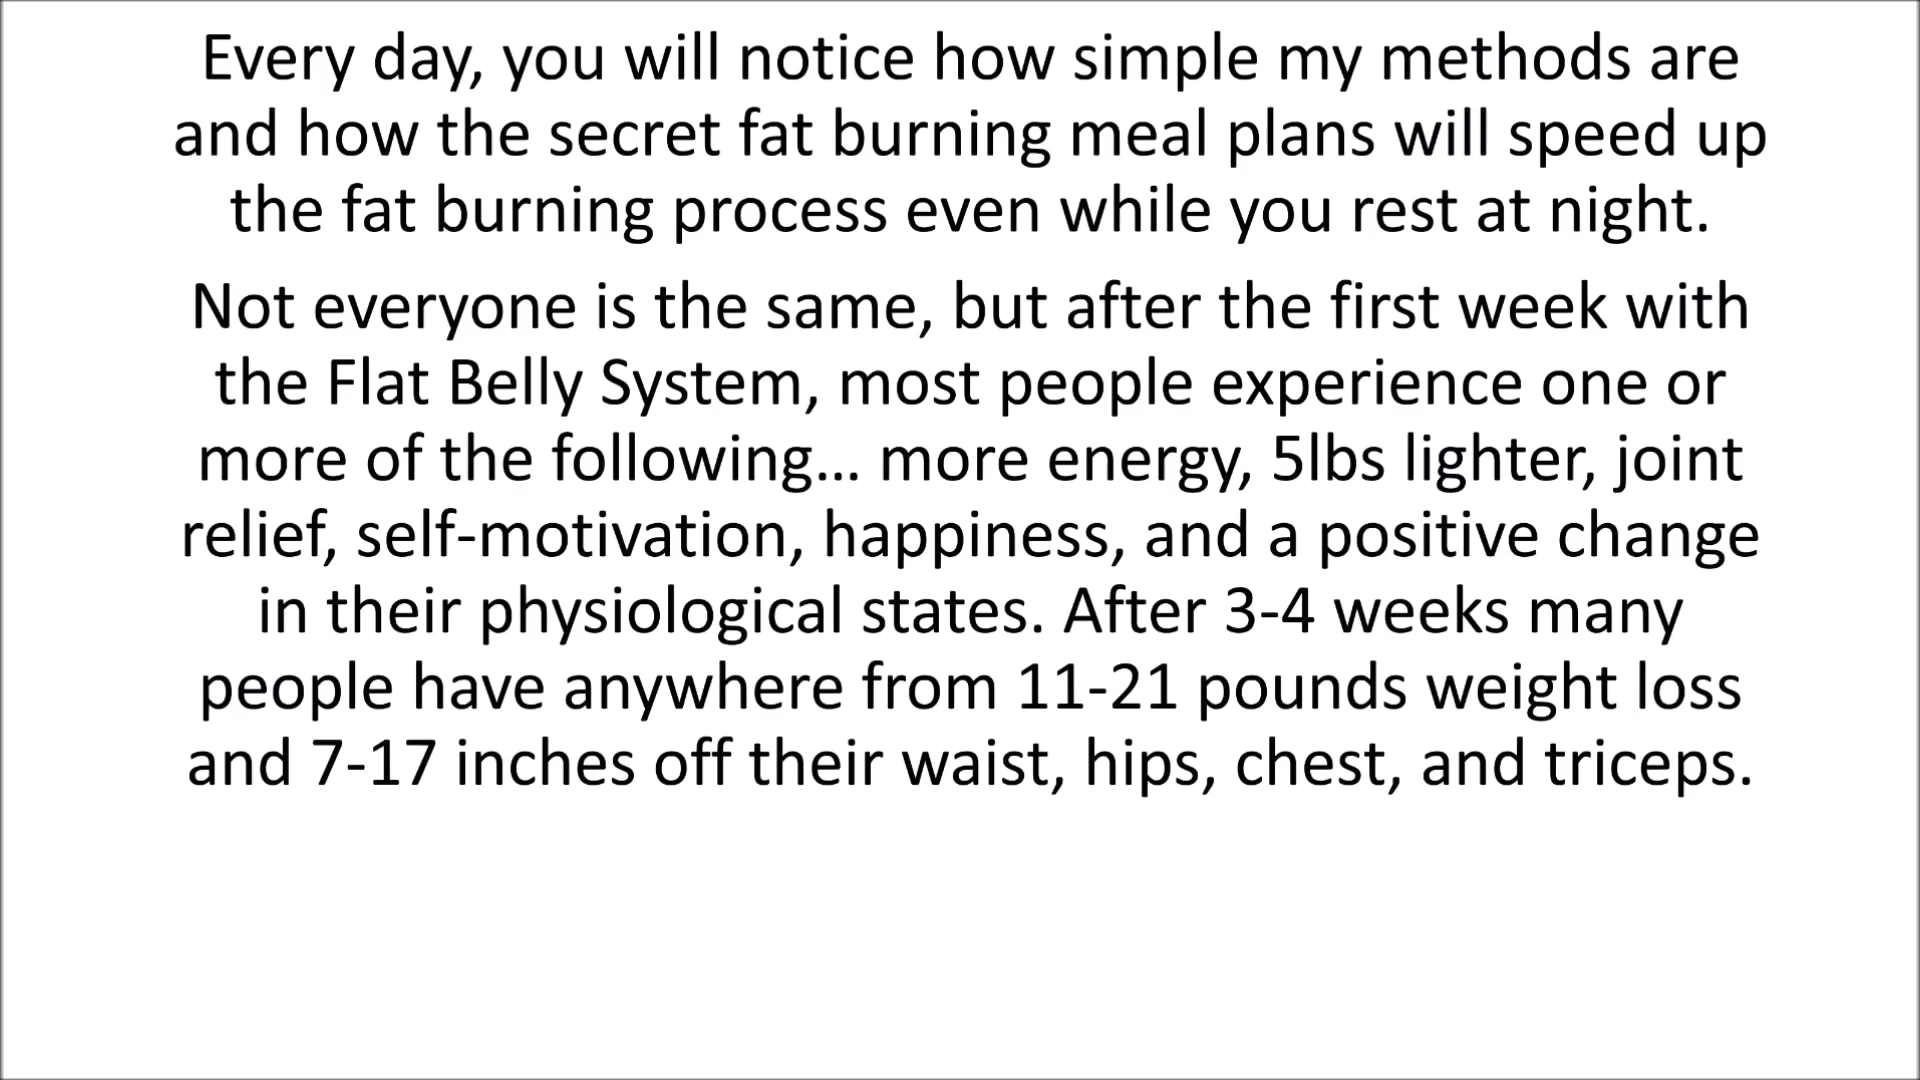 Every day, you will notice how simple my methods are
and how the secret fat burning meal plans will speed up
the fat burning process even while you rest at night.
Not everyone is the same, but after the first week with
the Flat Belly System, most people experience one or
more of the following... more energy, 5lbs lighter, joint
relief, self-motivation, happiness, and a positive change
in their physiological states. After 3-4 weeks many
people have anywhere from 11-21 pounds weight loss
and 7-17 inches off their waist, hips, chest, and triceps.